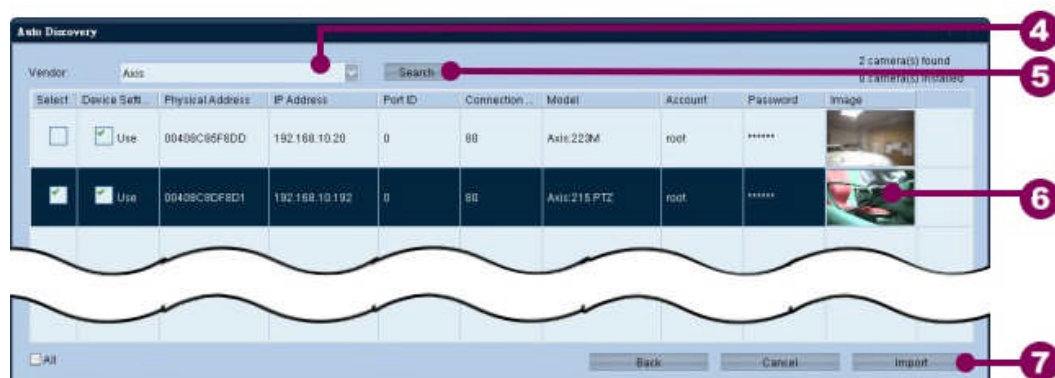 Auto Discovery
4
Vendor Axis Search 2 camera(s) found
5
0 camera(s) installed
Select Device Setti... Physical Address IP Address Port ID Connection ... Model Account Password Image
Use 00408C85F8DD 192.168.10.20 0 80 Axis:223M root ******
Use 00408C8DF8D1 192.168.10.192 0 80 Axis:215 PTZ root ******
6
All Back Cancel Import
7